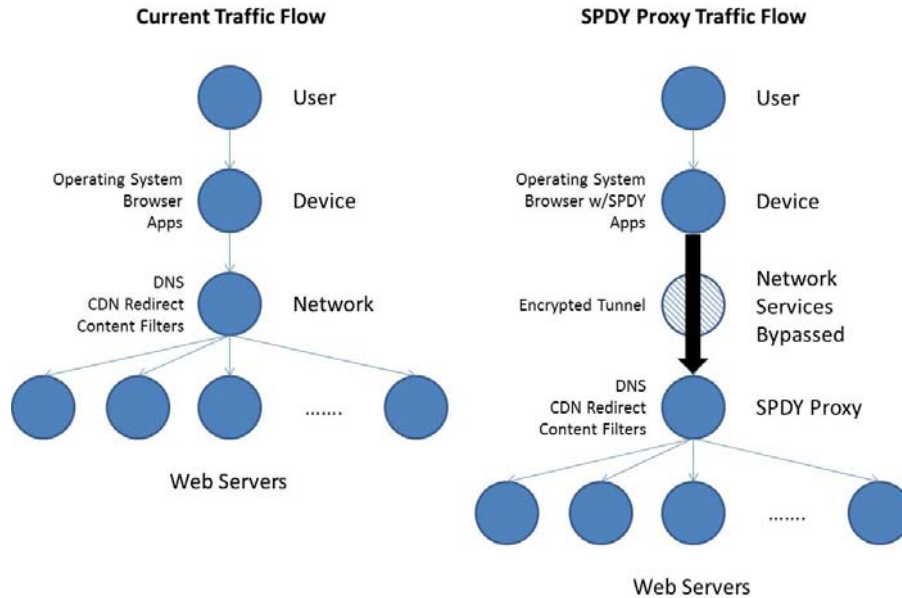 Current Traffic Flow
User
Operating System
Browser
Apps
Device
DNS
CDN Redirect
Content Filters
Network
.......
Web Servers
SPDY Proxy Traffic Flow
User
Operating System
Browser w/SPDY
Apps
Device
Encrypted Tunnel
Network
Services
Bypassed
DNS
CDN Redirect
Content Filters
SPDY Proxy
.......
Web Servers